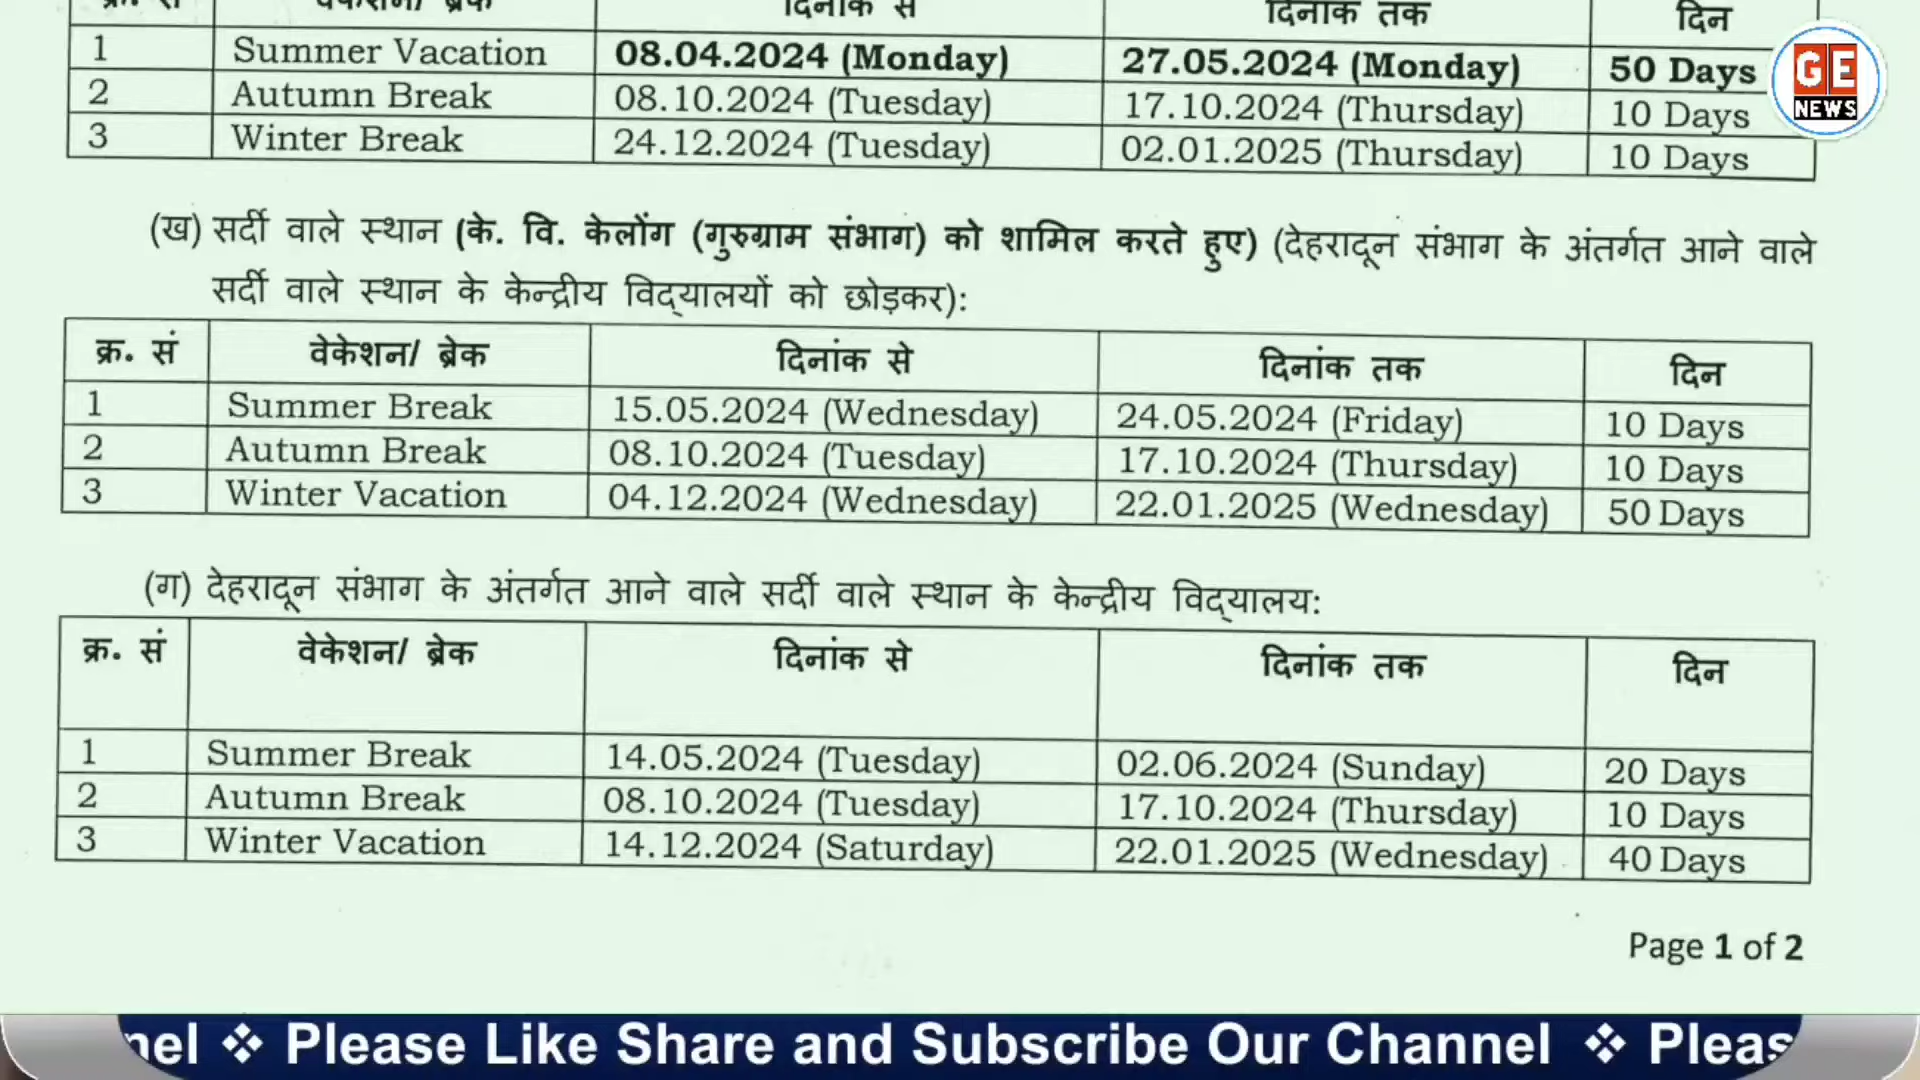 क्र. सं वेकेशन/ ब्रेक दिनांक से दिनांक तक दिन
1 Summer Vacation 08.04.2024 (Monday) 27.05.2024 (Monday) 50 Days
2 Autumn Break 08.10.2024 (Tuesday) 17.10.2024 (Thursday) 10 Days
3 Winter Break 24.12.2024 (Tuesday) 02.01.2025 (Thursday) 10 Days
GE
NEWS
(ख) सर्दी वाले स्थान (के. वि. केलोंग (गुरुग्राम संभाग) को शामिल करते हुए) (देहरादून संभाग के अंतर्गत आने वाले
सर्दी वाले स्थान के केन्द्रीय विद्यालयों को छोड़कर):
क्र. सं वेकेशन/ ब्रेक दिनांक से दिनांक तक दिन
1 Summer Break 15.05.2024 (Wednesday) 24.05.2024 (Friday) 10 Days
2 Autumn Break 08.10.2024 (Tuesday) 17.10.2024 (Thursday) 10 Days
3 Winter Vacation 04.12.2024 (Wednesday) 22.01.2025 (Wednesday) 50 Days
(ग) देहरादून संभाग के अंतर्गत आने वाले सर्दी वाले स्थान के केन्द्रीय विद्यालय:
क्र. सं वेकेशन/ ब्रेक दिनांक से दिनांक तक दिन
1 Summer Break 14.05.2024 (Tuesday) 02.06.2024 (Sunday) 20 Days
2 Autumn Break 08.10.2024 (Tuesday) 17.10.2024 (Thursday) 10 Days
3 Winter Vacation 14.12.2024 (Saturday) 22.01.2025 (Wednesday) 40 Days
Page 1 of 2
nel ❖ Please Like Share and Subscribe Our Channel ❖ Pleas